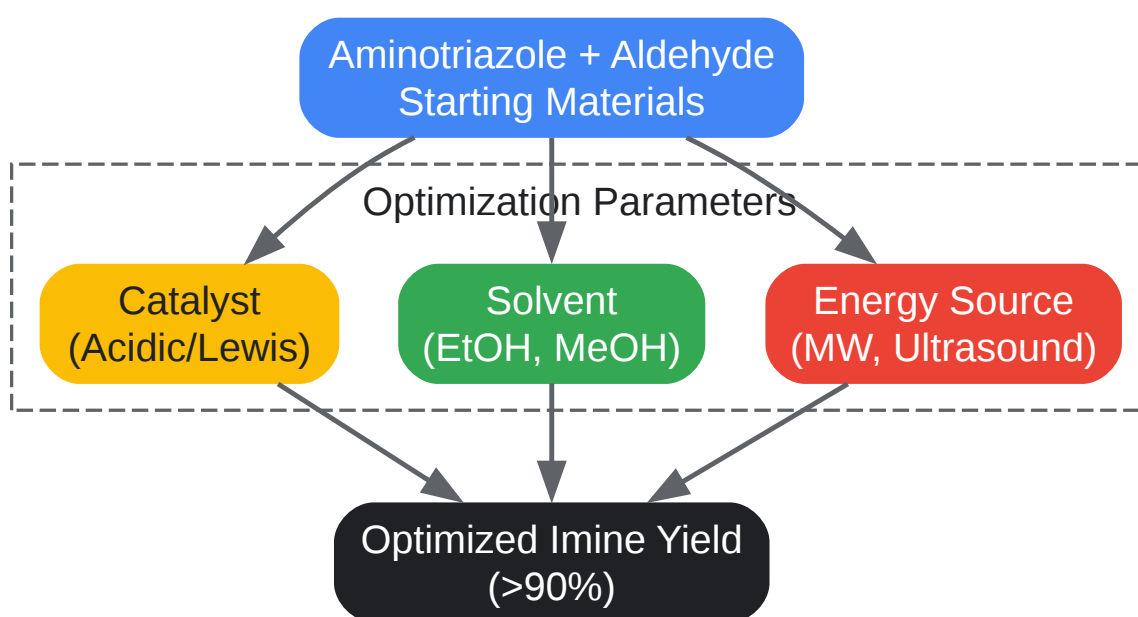 Aminotriazole + Aldehyde
Starting Materials
Optimization Parameters
Catalyst
(Acidic/Lewis)
Solvent
(EtOH, MeOH)
Energy Source
(MW, Ultrasound)
Optimized Imine Yield
(>90%)